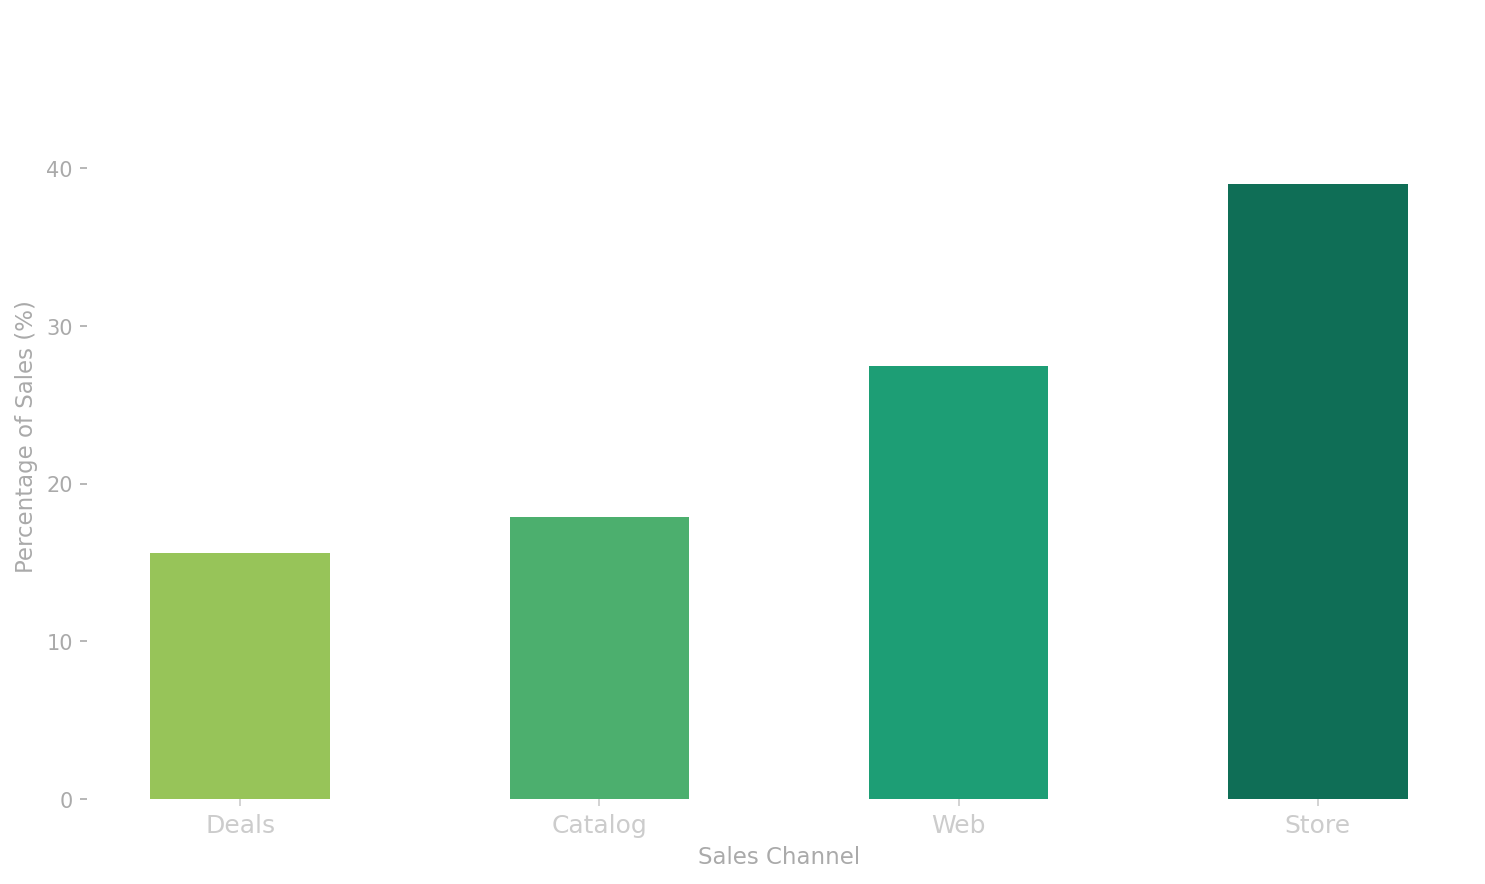 40
30
20
10
0
Percentage of Sales (%)
Deals
Catalog
Web
Store
Sales Channel